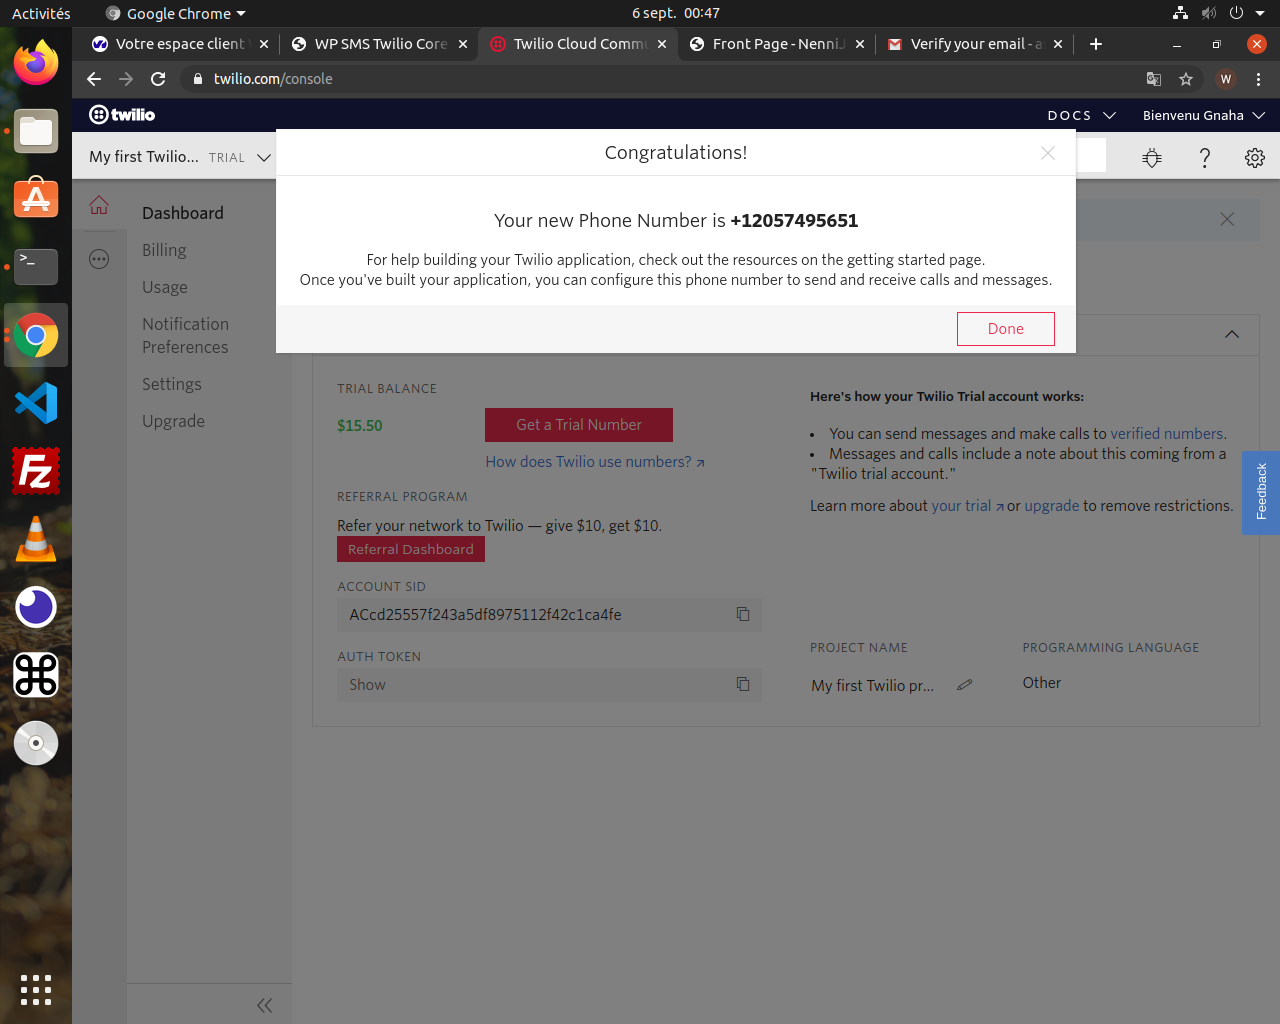 Activités
Google Chrome
6 sept. 00:47
Votre espace client
WP SMS Twilio Core
Twilio Cloud Commu
Front Page - NenniJ
Verify your email - a
twilio.com/console
W
twilio
DOCS
Bienvenu Gnaha
My first Twilio... TRIAL
Congratulations!
Dashboard
Billing
Usage
Notification
Preferences
Settings
Upgrade
Your new Phone Number is +12057495651
For help building your Twilio application, check out the resources on the getting started page.
Once you've built your application, you can configure this phone number to send and receive calls and messages.
Done
TRIAL BALANCE
$15.50
Get a Trial Number
How does Twilio use numbers?
REFERRAL PROGRAM
Refer your network to Twilio — give $10, get $10.
Referral Dashboard
ACCOUNT SID
ACcd25557f243a5df8975112f42c1ca4fe
AUTH TOKEN
Show
Here's how your Twilio Trial account works:
• You can send messages and make calls to verified numbers.
• Messages and calls include a note about this coming from a
"Twilio trial account."
Learn more about your trial or upgrade to remove restrictions.
PROJECT NAME
My first Twilio pr...
PROGRAMMING LANGUAGE
Other
Feedback
>_
Fz